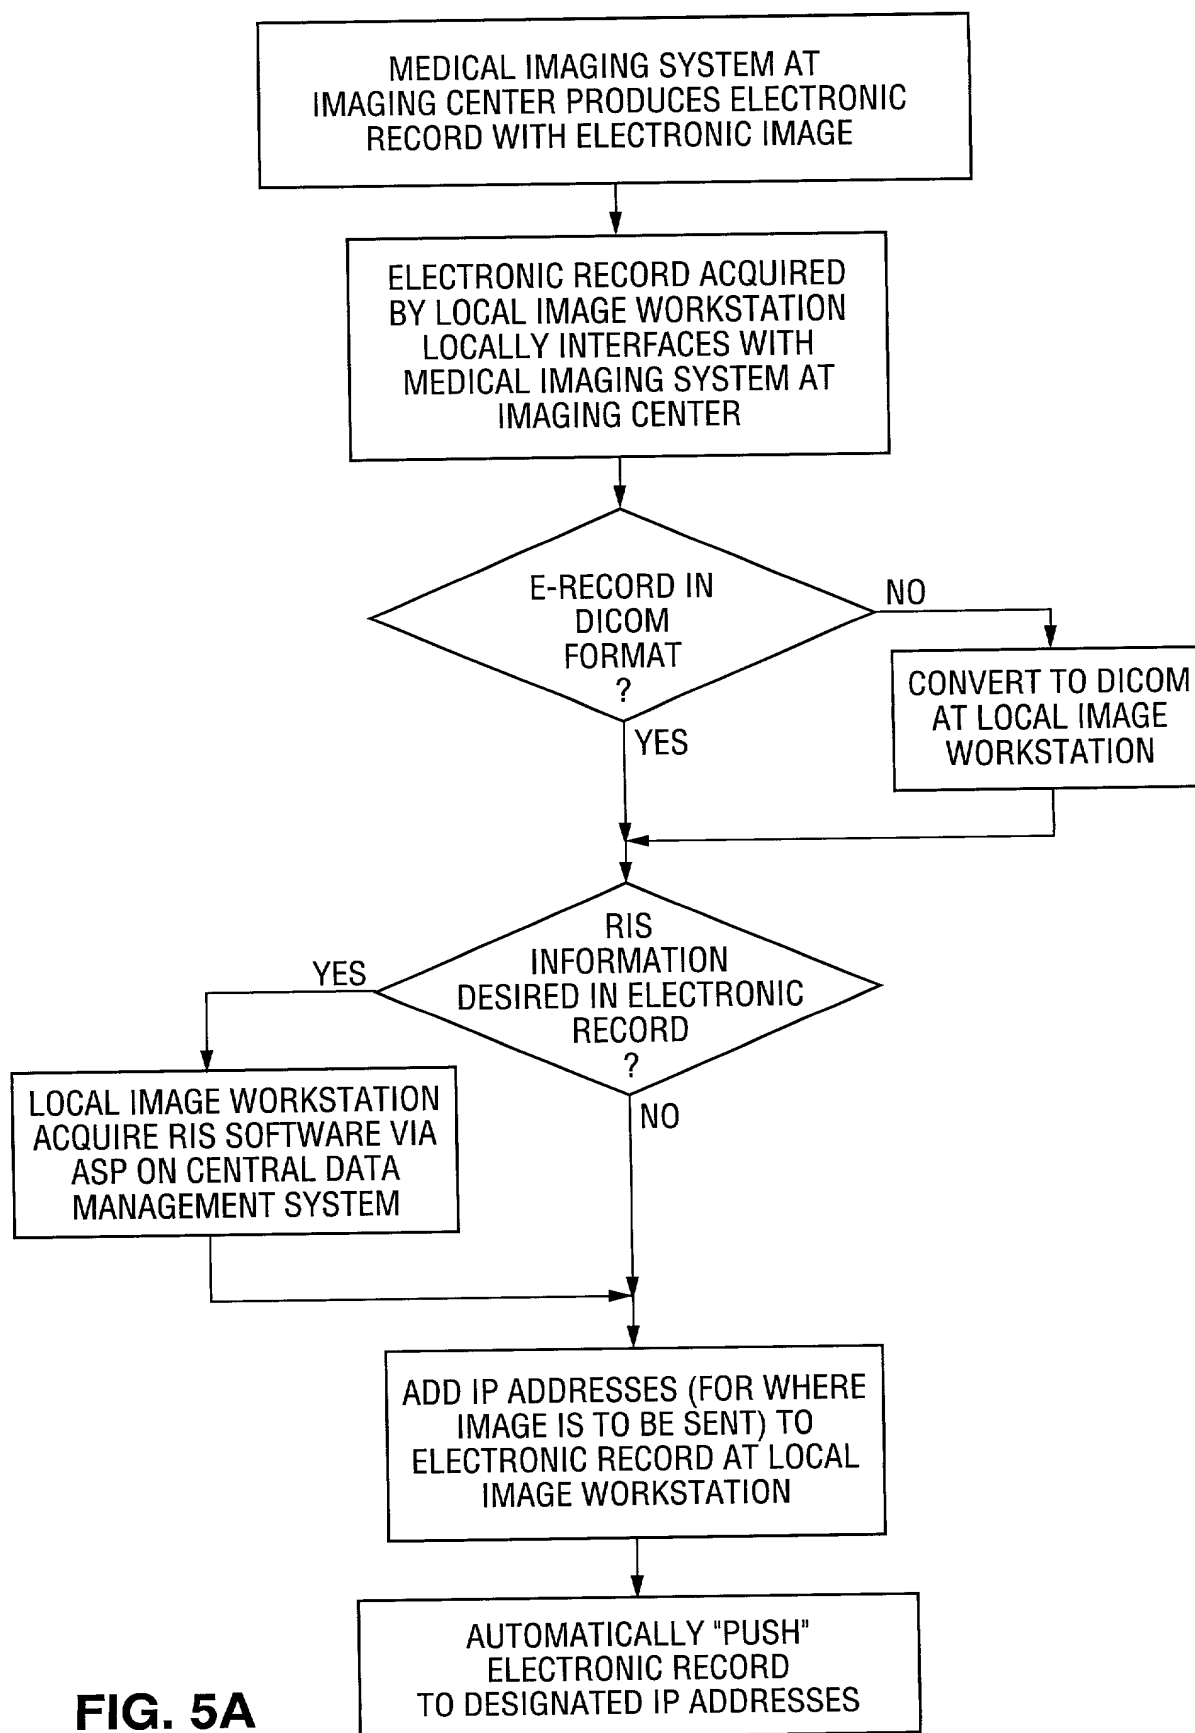 MEDICAL IMAGING SYSTEM AT
IMAGING CENTER PRODUCES ELECTRONIC
RECORD WITH ELECTRONIC IMAGE
ELECTRONIC RECORD ACQUIRED
BY LOCAL IMAGE WORKSTATION
LOCALLY INTERFACES WITH
MEDICAL IMAGING SYSTEM AT
IMAGING CENTER
E-RECORD IN
DICOM
FORMAT
?
NO
YES
CONVERT TO DICOM
AT LOCAL IMAGE
WORKSTATION
RIS
INFORMATION
DESIRED IN ELECTRONIC
RECORD
?
YES
NO
LOCAL IMAGE WORKSTATION
ACQUIRE RIS SOFTWARE VIA
ASP ON CENTRAL DATA
MANAGEMENT SYSTEM
ADD IP ADDRESSES (FOR WHERE
IMAGE IS TO BE SENT) TO
ELECTRONIC RECORD AT LOCAL
IMAGE WORKSTATION
AUTOMATICALLY "PUSH"
ELECTRONIC RECORD
TO DESIGNATED IP ADDRESSES
FIG. 5A